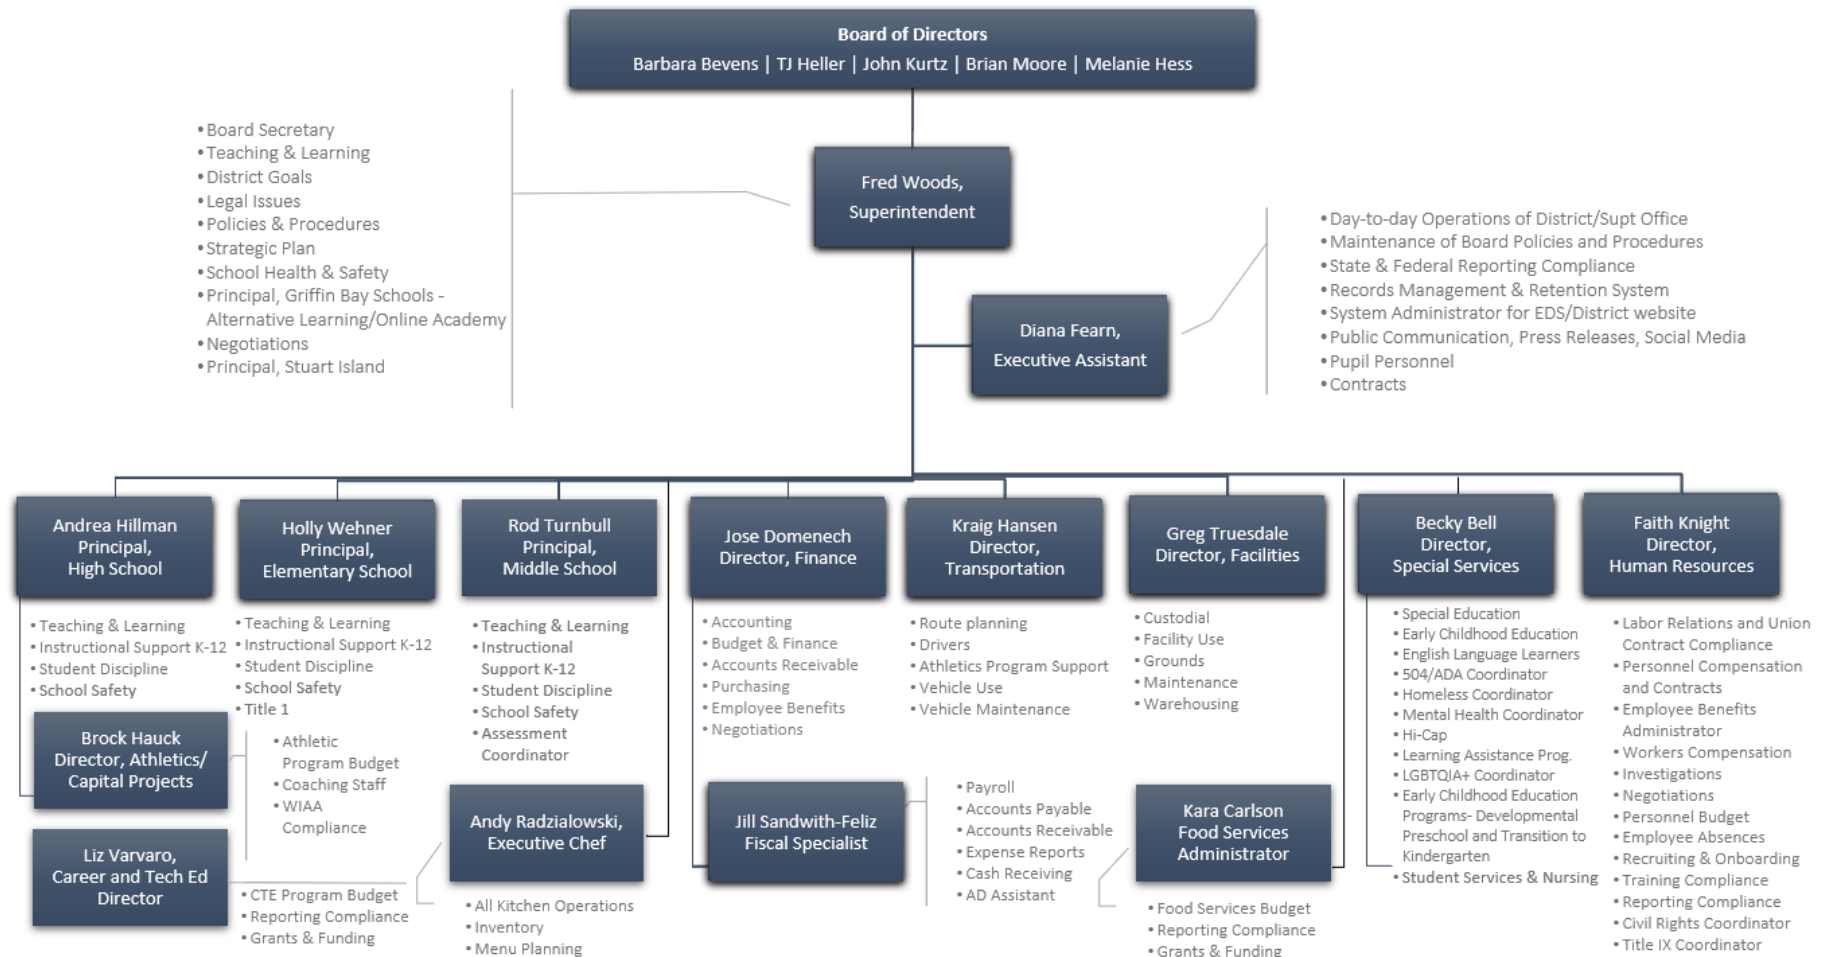 Board of Directors
Barbara Bevens | TJ Heller | John Kurtz | Brian Moore | Melanie Hess
•Board Secretary
•Teaching & Learning
•District Goals
•Legal Issues
•Policies & Procedures
•Strategic Plan
•School Health & Safety
•Principal, Griffin Bay Schools -
Alternative Learning/Online Academy
•Negotiations
•Principal, Stuart Island
Fred Woods,
Superintendent
Diana Fearn,
Executive Assistant
•Day-to-day Operations of District/Supt Office
•Maintenance of Board Policies and Procedures
•State & Federal Reporting Compliance
•Records Management & Retention System
•System Administrator for EDS/District website
•Public Communication, Press Releases, Social Media
•Pupil Personnel
•Contracts
Andrea Hillman
Principal,
High School
•Teaching & Learning
•Instructional Support K-12
•Student Discipline
•School Safety
Brock Hauck
Director, Athletics/
Capital Projects
•Athletic
Program Budget
•Coaching Staff
•WIAA
Compliance
Liz Varvaro,
Career and Tech Ed
Director
•CTE Program Budget
•Reporting Compliance
•Grants & Funding
Holly Wehner
Principal,
Elementary School
•Teaching & Learning
•Instructional Support K-12
•Student Discipline
•School Safety
•Title 1
Rod Turnbull
Principal,
Middle School
•Teaching & Learning
•Instructional
Support K-12
•Student Discipline
•School Safety
•Assessment
Coordinator
Andy Radzialowski,
Executive Chef
•All Kitchen Operations
•Inventory
•Menu Planning
Jose Domenech
Director, Finance
•Accounting
•Budget & Finance
•Accounts Receivable
•Purchasing
•Employee Benefits
•Negotiations
Jill Sandwith-Feliz
Fiscal Specialist
•Payroll
•Accounts Payable
•Accounts Receivable
•Expense Reports
•Cash Receiving
•AD Assistant
Kraig Hansen
Director,
Transportation
•Route planning
•Drivers
•Athletics Program Support
•Vehicle Use
•Vehicle Maintenance
Greg Truesdale
Director, Facilities
•Custodial
•Facility Use
•Grounds
•Maintenance
•Warehousing
Kara Carlson
Food Services
Administrator
•Food Services Budget
•Reporting Compliance
•Grants & Funding
Becky Bell
Director,
Special Services
•Special Education
•Early Childhood Education
•English Language Learners
•504/ADA Coordinator
•Homeless Coordinator
•Mental Health Coordinator
•Hi-Cap
•Learning Assistance Prog.
•LGBTQIA+ Coordinator
•Early Childhood Education
Programs- Developmental
Preschool and Transition to
Kindergarten
•Student Services & Nursing
Faith Knight
Director,
Human Resources
•Labor Relations and Union
Contract Compliance
•Personnel Compensation
and Contracts
•Employee Benefits
Administrator
•Workers Compensation
•Investigations
•Negotiations
•Personnel Budget
•Employee Absences
•Recruiting & Onboarding
•Training Compliance
•Reporting Compliance
•Civil Rights Coordinator
•Title IX Coordinator